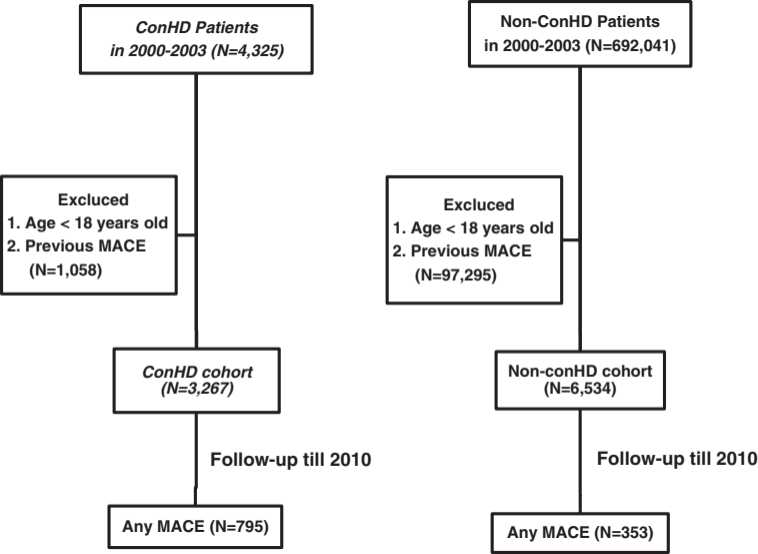 ConHD Patients
in 2000-2003 (N=4,325)
Excluced
1. Age < 18 years old
2. Previous MACE
(N=1,058)
ConHD cohort
(N=3,267)
Follow-up till 2010
Any MACE (N=795)
Non-ConHD Patients
in 2000-2003 (N=692,041)
Excluced
1. Age < 18 years old
2. Previous MACE
(N=97,295)
Non-conHD cohort
(N=6,534)
Follow-up till 2010
Any MACE (N=353)